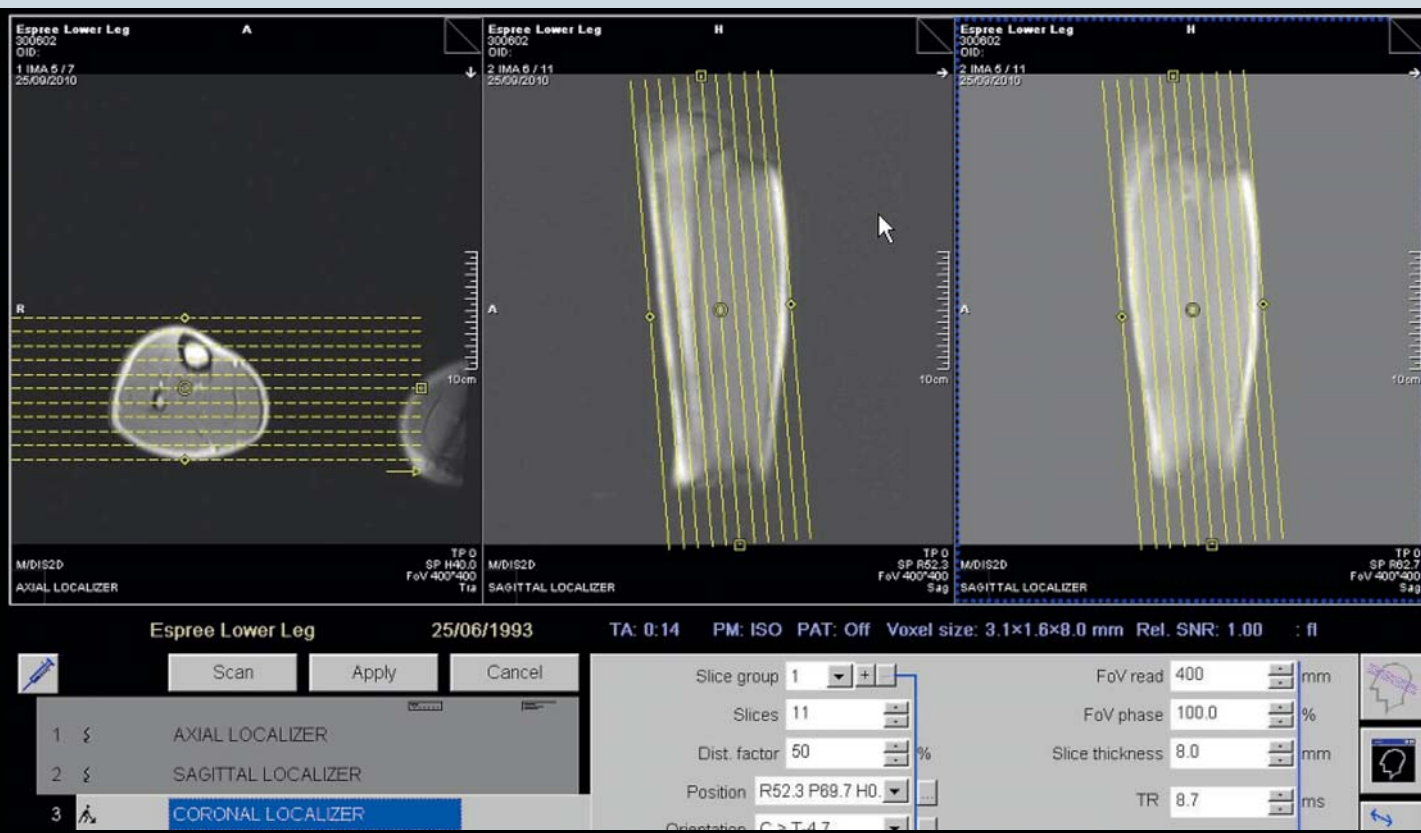 Espree Lower Leg
300602
OID:
1 IMA 5 / 7
25/09/2010
A
R
10cm
M/DIS2D
AXIAL LOCALIZER
TP 0
SP H40.0
FoV 400*400
Tra
Espree Lower Leg
300602
OID:
2 IMA 6 / 11
25/09/2010
H
A
10cm
M/DIS2D
SAGITTAL LOCALIZER
TP 0
SP R52.3
FoV 400*400
Sag
Espree Lower Leg
300602
OID:
2 IMA 5 / 11
25/09/2010
H
A
10cm
M/DIS2D
SAGITTAL LOCALIZER
TP 0
SP R62.7
FoV 400*400
Sag
Espree Lower Leg 25/06/1993 TA: 0:14 PM: ISO PAT: Off Voxel size: 3.1×1.6×8.0 mm Rel. SNR: 1.00 : fl
Scan Apply Cancel
1 AXIAL LOCALIZER
2 SAGITTAL LOCALIZER
3 CORONAL LOCALIZER
Slice group 1 + -
Slices 11
Dist. factor 50 %
Position R52.3 P69.7 H0. ...
Orientation C > T-4.7
FoV read 400 mm
FoV phase 100.0 %
Slice thickness 8.0 mm
TR 8.7 ms